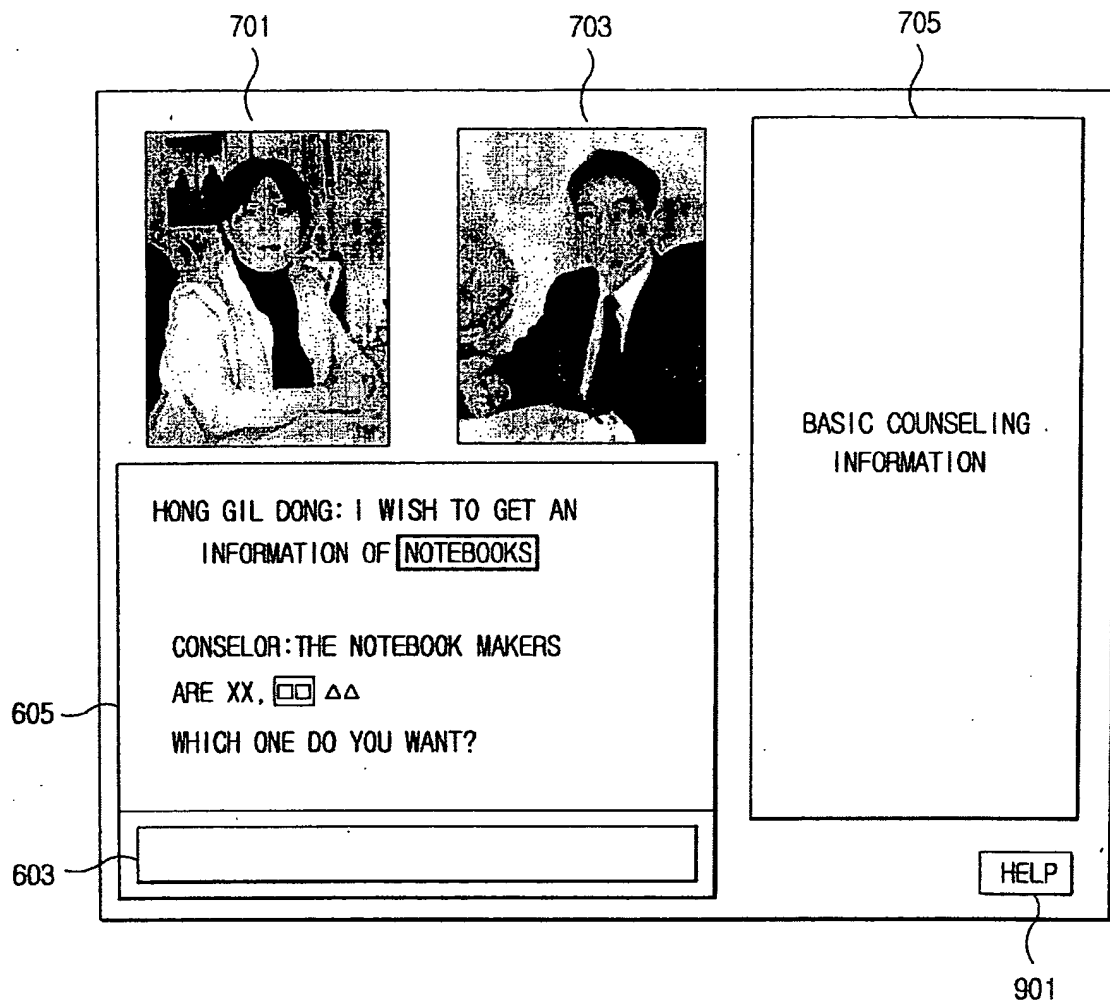 701
703
705
HONG GIL DONG: I WISH TO GET AN
INFORMATION OF NOTEBOOKS
CONSELOR:THE NOTEBOOK MAKERS
ARE XX, □□ △△
WHICH ONE DO YOU WANT?
BASIC COUNSELING
INFORMATION
605
603
HELP
901